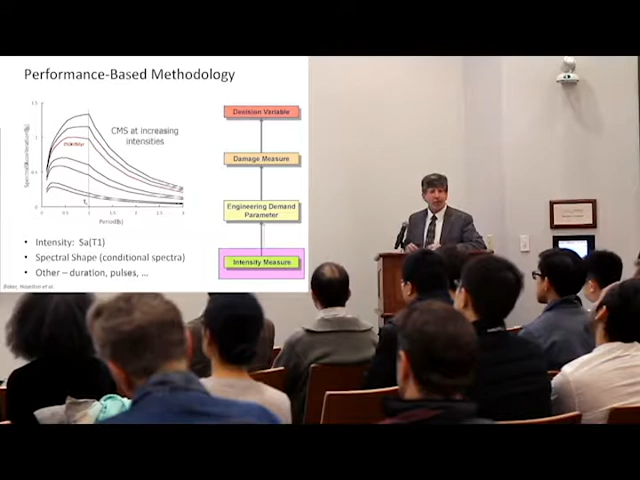 Performance-Based Methodology
CMS at increasing
intensities
Decision Variable
Damage Measure
Engineering Demand
Parameter
Intensity Measure
Period(s)
• Intensity: Sa(T1)
• Spectral Shape (conditional spectra)
• Other – duration, pulses, …